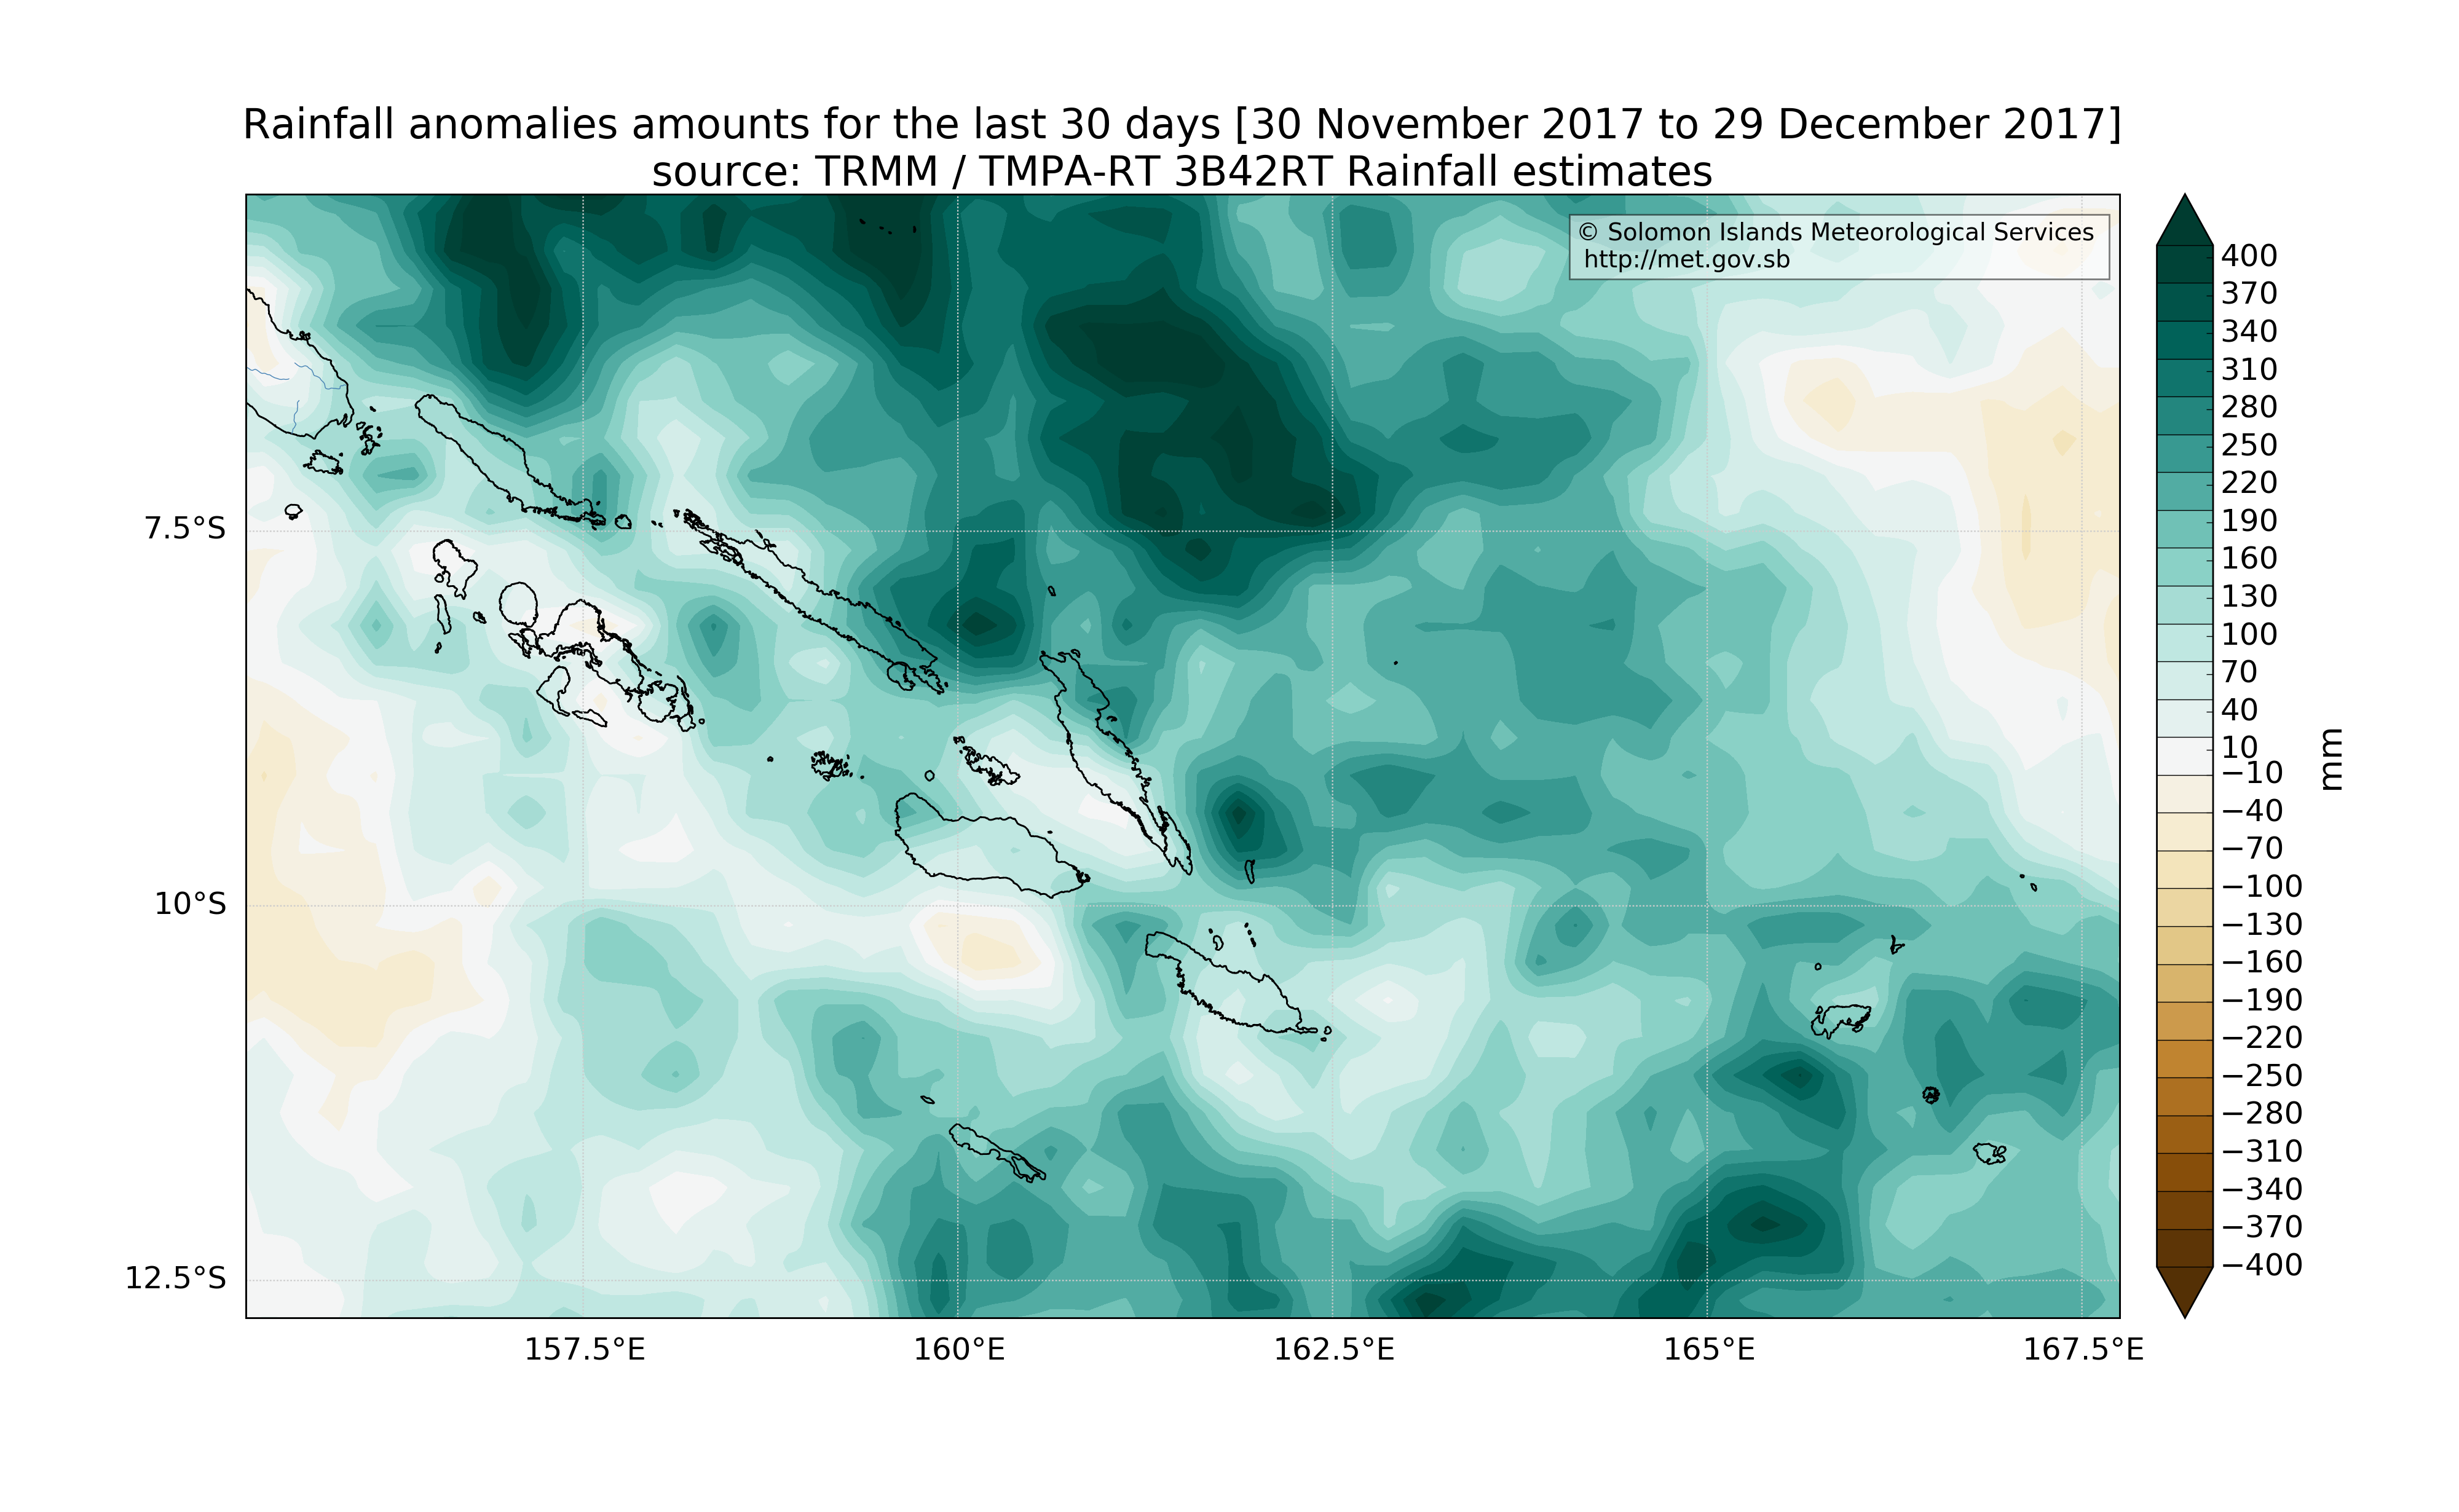 Rainfall anomalies amounts for the last 30 days [30 November 2017 to 29 December 2017]
source: TRMM / TMPA-RT 3B42RT Rainfall estimates
© Solomon Islands Meteorological Services
http://met.gov.sb
7.5°S
10°S
12.5°S
157.5°E
160°E
162.5°E
165°E
167.5°E
400
370
340
310
280
250
220
190
160
130
100
70
40
10
−10
−40
−70
−100
−130
−160
−190
−220
−250
−280
−310
−340
−370
−400
mm